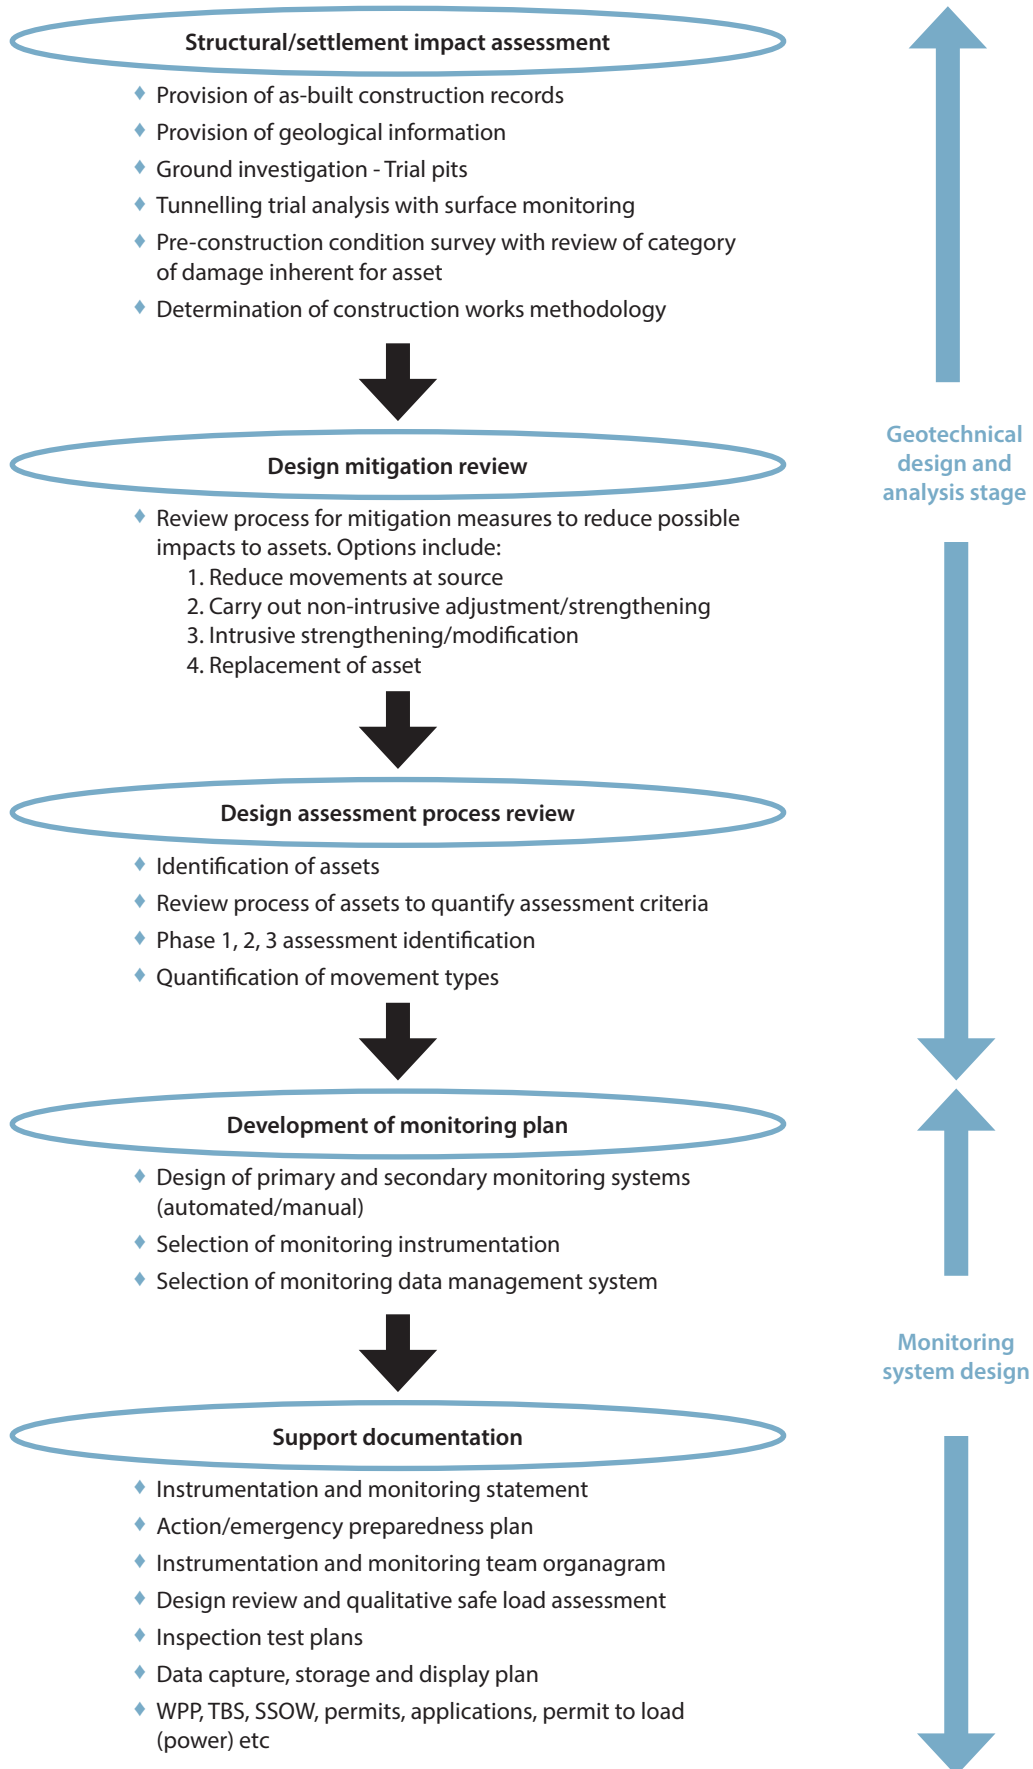 Structural/settlement impact assessment
♦ Provision of as-built construction records
♦ Provision of geological information
♦ Ground investigation - Trial pits
♦ Tunnelling trial analysis with surface monitoring
♦ Pre-construction condition survey with review of category
of damage inherent for asset
♦ Determination of construction works methodology
Geotechnical
design and
analysis stage
Design mitigation review
♦ Review process for mitigation measures to reduce possible
impacts to assets. Options include:
1. Reduce movements at source
2. Carry out non-intrusive adjustment/strengthening
3. Intrusive strengthening/modification
4. Replacement of asset
Design assessment process review
♦ Identification of assets
♦ Review process of assets to quantify assessment criteria
♦ Phase 1, 2, 3 assessment identification
♦ Quantification of movement types
Development of monitoring plan
♦ Design of primary and secondary monitoring systems
(automated/manual)
♦ Selection of monitoring instrumentation
♦ Selection of monitoring data management system
Monitoring
system design
Support documentation
♦ Instrumentation and monitoring statement
♦ Action/emergency preparedness plan
♦ Instrumentation and monitoring team organagram
♦ Design review and qualitative safe load assessment
♦ Inspection test plans
♦ Data capture, storage and display plan
♦ WPP, TBS, SSOW, permits, applications, permit to load
(power) etc